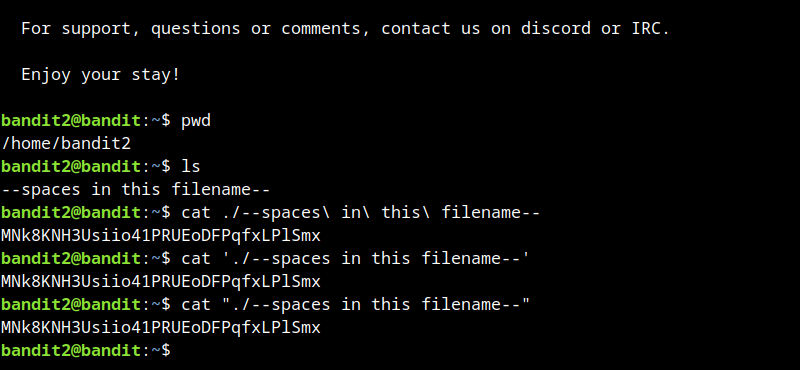 For support, questions or comments, contact us on discord or IRC.
Enjoy your stay!
bandit2@bandit:~$ pwd
/home/bandit2
bandit2@bandit:~$ ls
--spaces in this filename--
bandit2@bandit:~$ cat ./--spaces\ in\ this\ filename--
MNk8KNH3Usiio41PRUEoDFPqfxLPlSmx
bandit2@bandit:~$ cat './--spaces in this filename--'
MNk8KNH3Usiio41PRUEoDFPqfxLPlSmx
bandit2@bandit:~$ cat "./--spaces in this filename--"
MNk8KNH3Usiio41PRUEoDFPqfxLPlSmx
bandit2@bandit:~$